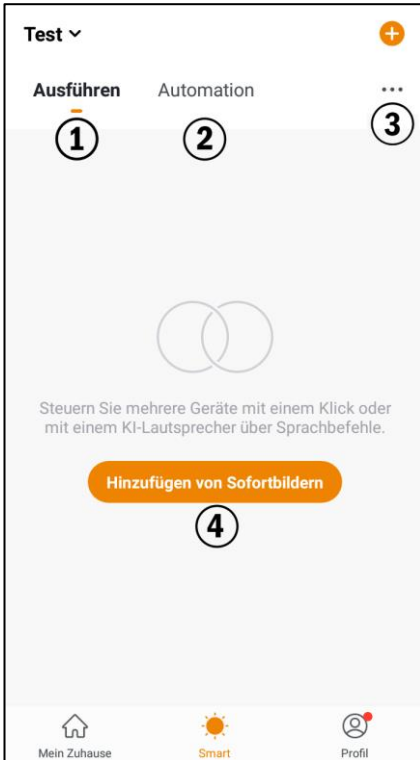 Test
Ausführen Automation ...
1 2 3
Steuern Sie mehrere Geräte mit einem Klick oder
mit einem KI-Lautsprecher über Sprachbefehle.
Hinzufügen von Sofortbildern
4
Mein Zuhause Smart Profil